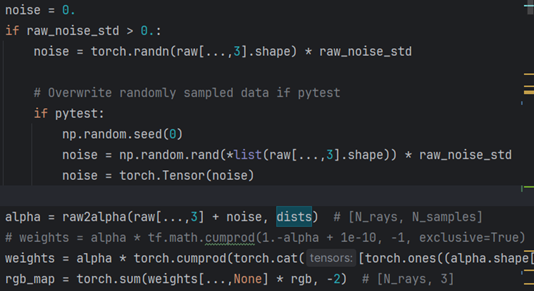 noise = 0.
if raw_noise_std > 0.:
noise = torch.randn(raw[...,3].shape) * raw_noise_std
# Overwrite randomly sampled data if pytest
if pytest:
np.random.seed(0)
noise = np.random.rand(*list(raw[...,3].shape)) * raw_noise_std
noise = torch.Tensor(noise)
alpha = raw2alpha(raw[...,3] + noise, dists)  # [N_rays, N_samples]
# weights = alpha * tf.math.cumprod(1.-alpha + 1e-10, -1, exclusive=True)
weights = alpha * torch.cumprod(torch.cat( tensors: [torch.ones((alpha.shape[
rgb_map = torch.sum(weights[...,None] * rgb, -2)  # [N_rays, 3]